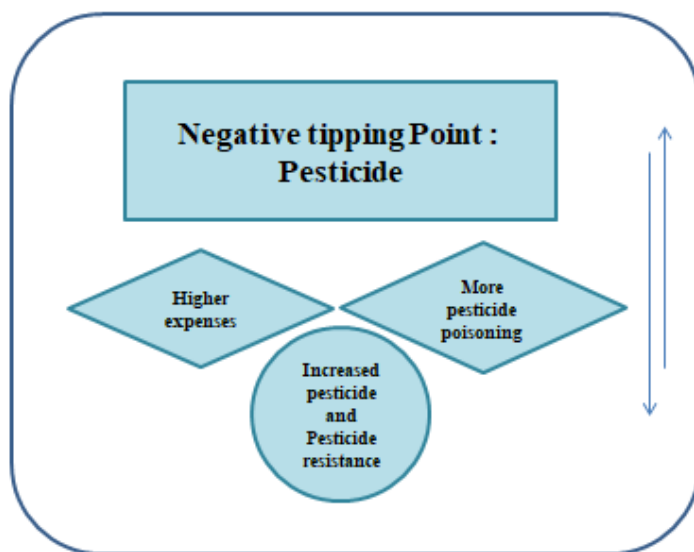 Negative tipping Point :
Pesticide
Higher
expenses
More
pesticide
poisoning
Increased
pesticide
and
Pesticide
resistance